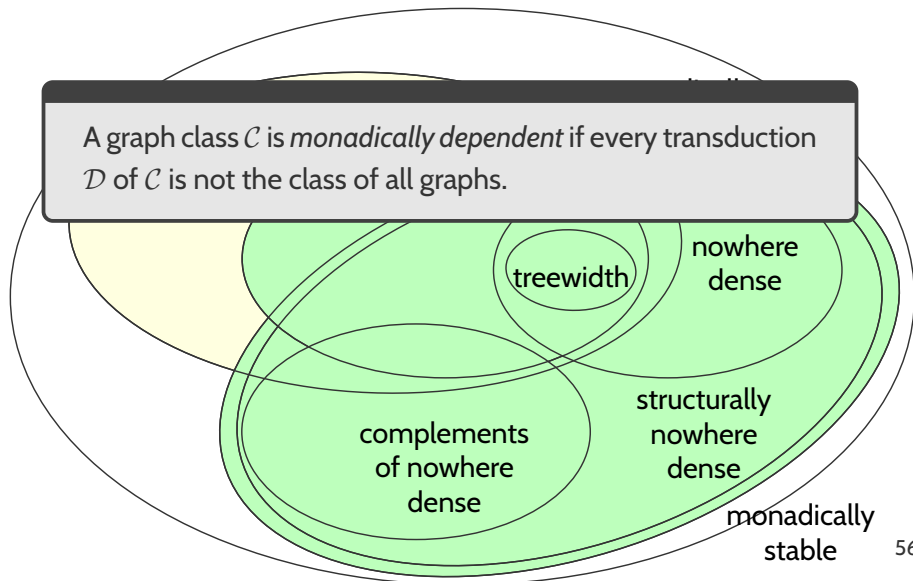 A graph class 𝒞 is monadically dependent if every transduction
𝒟 of 𝒞 is not the class of all graphs.
treewidth
nowhere
dense
structurally
nowhere
dense
complements
of nowhere
dense
monadically
stable
56